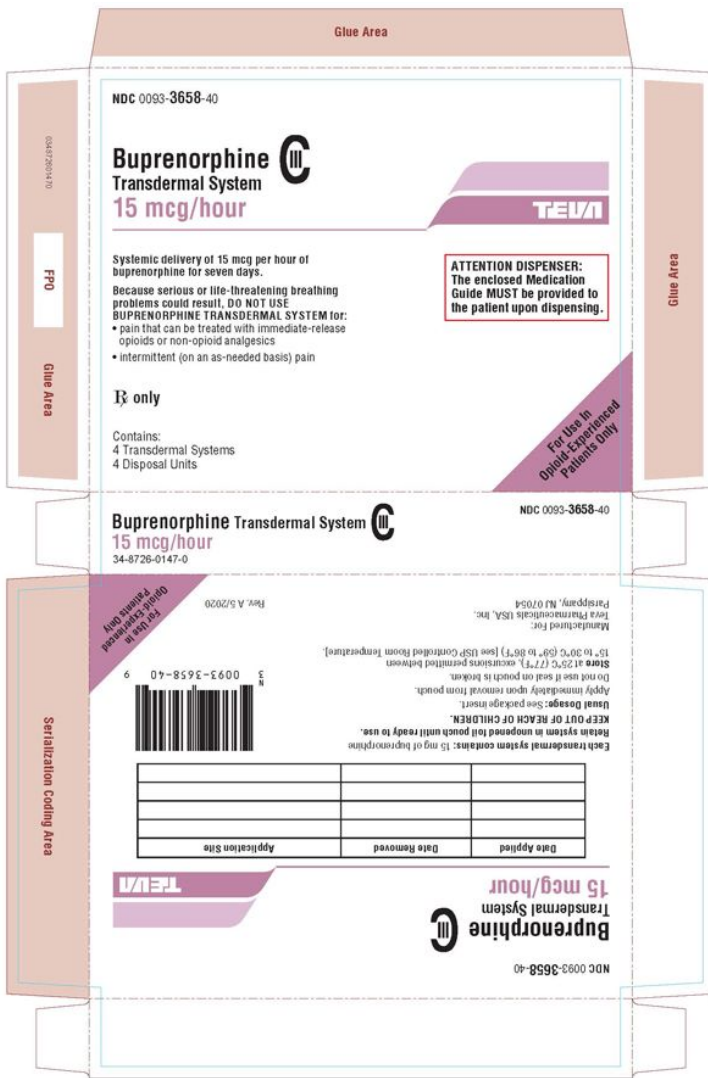 Glue Area
NDC 0093-3658-40
Buprenorphine CIII
Transdermal System
15 mcg/hour
TEVA
Systemic delivery of 15 mcg per hour of
buprenorphine for seven days.
Because serious or life-threatening breathing
problems could result, DO NOT USE
BUPRENORPHINE TRANSDERMAL SYSTEM for:
• pain that can be treated with immediate-release
opioids or non-opioid analgesics
• intermittent (on an as-needed basis) pain
ATTENTION DISPENSER:
The enclosed Medication
Guide MUST be provided to
the patient upon dispensing.
℞ only
Contains:
4 Transdermal Systems
4 Disposal Units
For Use In
Opioid-Experienced
Patients Only
034872601470
FPO
Glue Area
Glue Area
Buprenorphine Transdermal System CIII
15 mcg/hour
34-8726-0147-0
NDC 0093-3658-40
NDC 0093-3658-40
Buprenorphine CIII
Transdermal System
15 mcg/hour
TEVA
Date Applied Date Removed Application Site
Each transdermal system contains: 15 mg of buprenorphine
Retain system in unopened foil pouch until ready to use.
KEEP OUT OF REACH OF CHILDREN.
Usual Dosage: See package insert.
Apply immediately upon removal from pouch.
Do not use if seal on pouch is broken.
Store at 25°C (77°F), excursions permitted between
15° to 30°C (59° to 86°F) [see USP Controlled Room Temperature].
Manufactured For:
Teva Pharmaceuticals USA, Inc.
Parsippany, NJ 07054
Rev. A 5/2020
N
3 0093-3658-40 9
For Use In
Opioid-Experienced
Patients Only
Serialization Coding Area